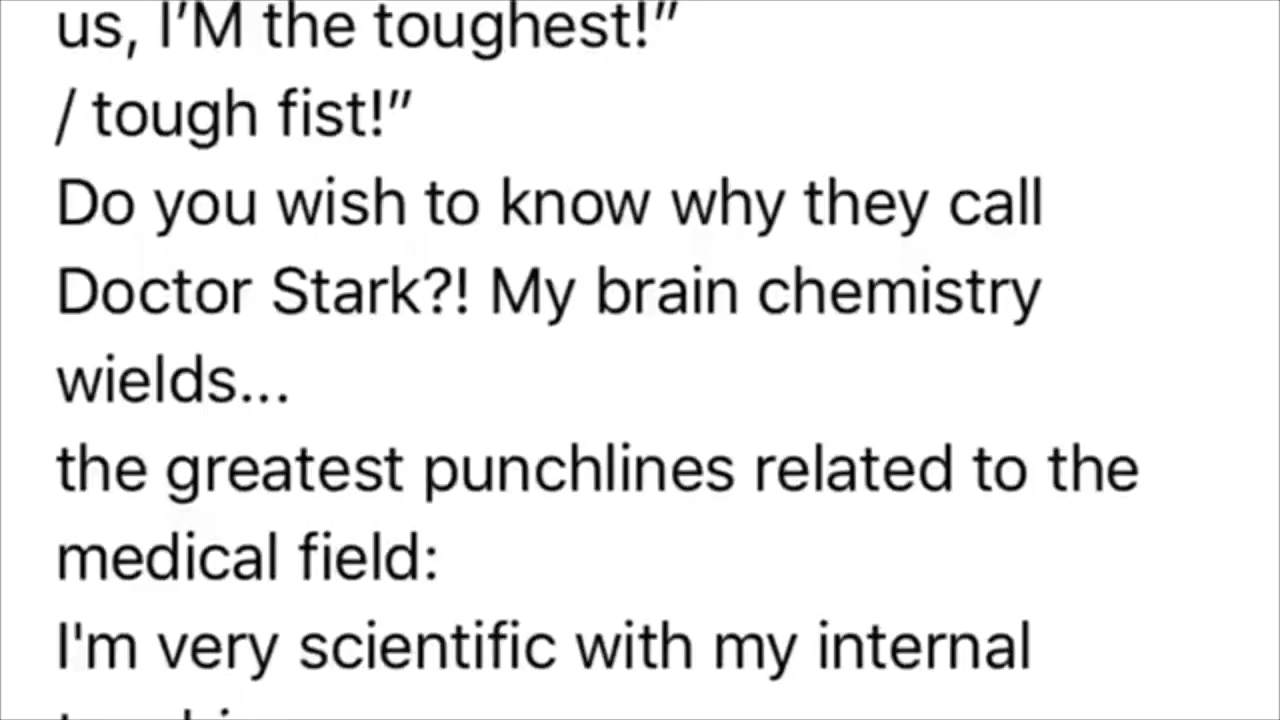 us, I’M the toughest!”
/ tough fist!”
Do you wish to know why they call
Doctor Stark?! My brain chemistry
wields...
the greatest punchlines related to the
medical field:
I'm very scientific with my internal